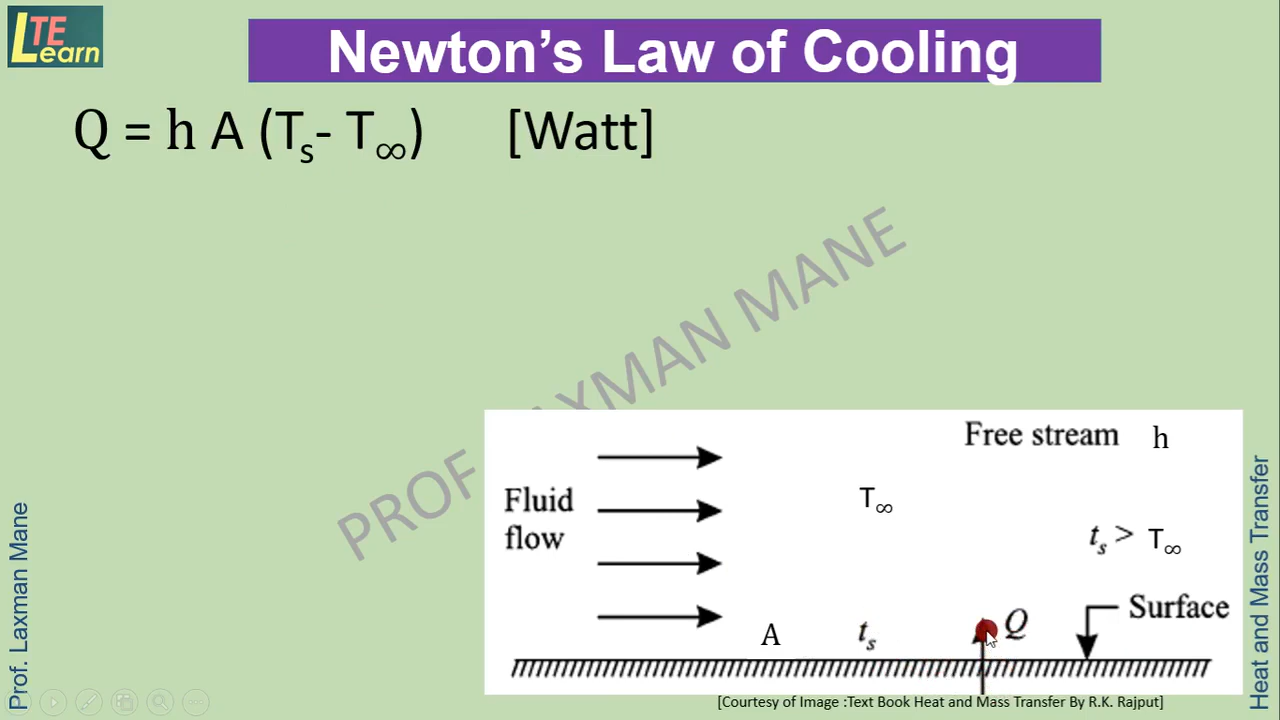 LTE
Learn
Newton's Law of Cooling
Q = h A (Tₛ- T∞) [Watt]
PROF LAXMAN MANE
Free stream h
Fluid
flow
T∞
tₛ > T∞
Surface
A tₛ Q
[Courtesy of Image :Text Book Heat and Mass Transfer By R.K. Rajput]
Prof. Laxman Mane
Heat and Mass Transfer